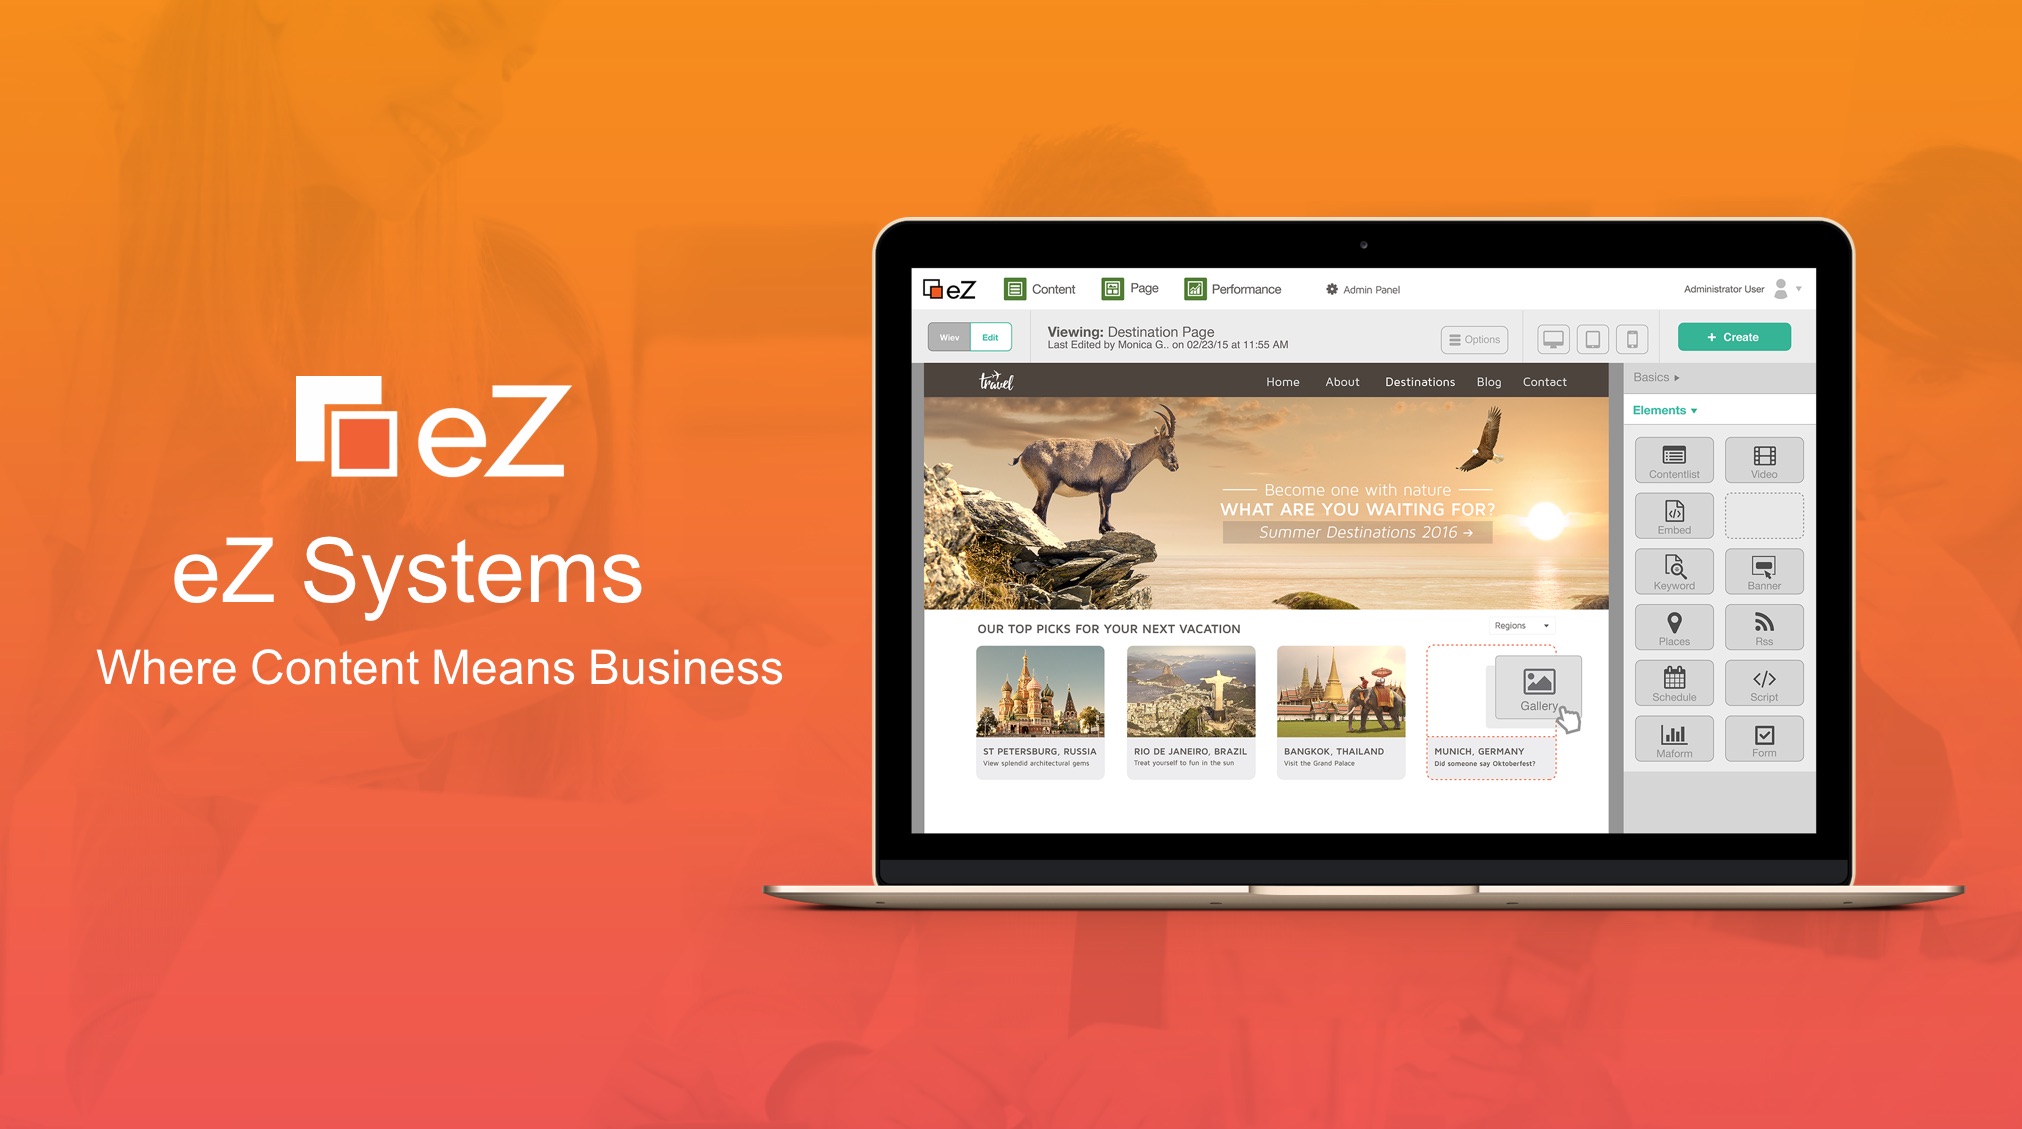 eZ
eZ Systems
Where Content Means Business
eZ
Content
Page
Performance
Admin Panel
Administrator User
Wiev
Edit
Viewing: Destination Page
Last Edited by Monica G.. on 02/23/15 at 11:55 AM
Options
+ Create
travel
Home
About
Destinations
Blog
Contact
Become one with nature
WHAT ARE YOU WAITING FOR?
Summer Destinations 2016 →
OUR TOP PICKS FOR YOUR NEXT VACATION
Regions
ST PETERSBURG, RUSSIA
View splendid architectural gems
RIO DE JANEIRO, BRAZIL
Treat yourself to fun in the sun
BANGKOK, THAILAND
Visit the Grand Palace
Gallery
MUNICH, GERMANY
Did someone say Oktoberfest?
Basics
Elements
Contentlist
Video
Embed
Keyword
Banner
Places
Rss
Schedule
Script
Maform
Form